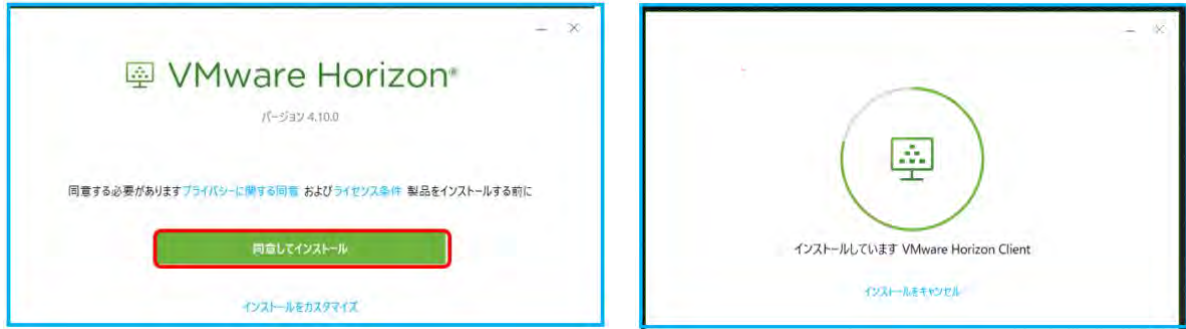 VMware Horizon®
バージョン 4.10.0
同意する必要がありますプライバシーに関する同意 およびライセンス条件 製品をインストールする前に
同意してインストール
インストールをカスタマイズ
インストールしています VMware Horizon Client
インストールをキャンセル